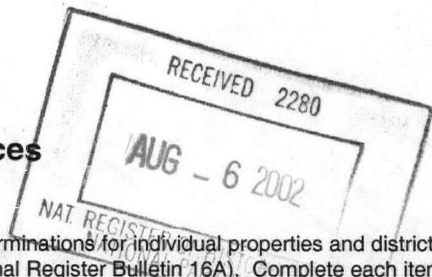 RECEIVED 2280
ces
AUG - 6 2002
NAT. REGISTER
NATIONAL
rminations for individual properties and district
nal Register Bulletin 16A). Complete each iter